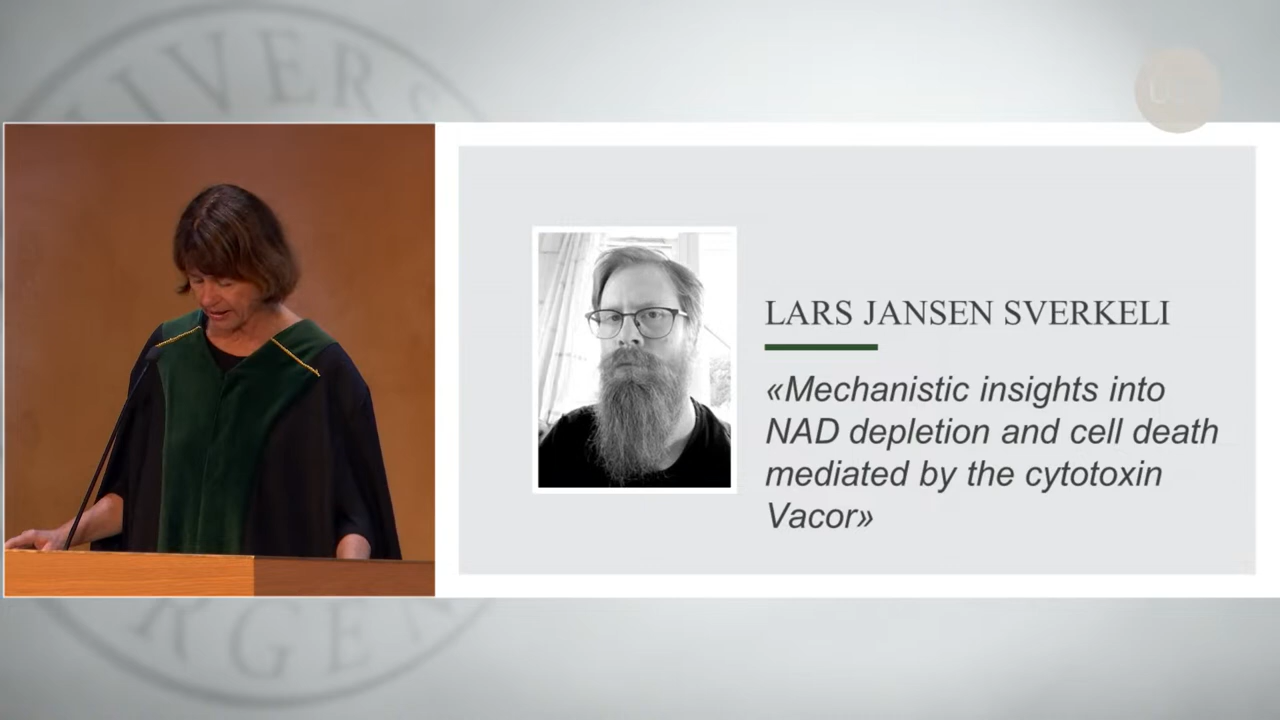 LARS JANSEN SVERKELI
«Mechanistic insights into
NAD depletion and cell death
mediated by the cytotoxin
Vacor»